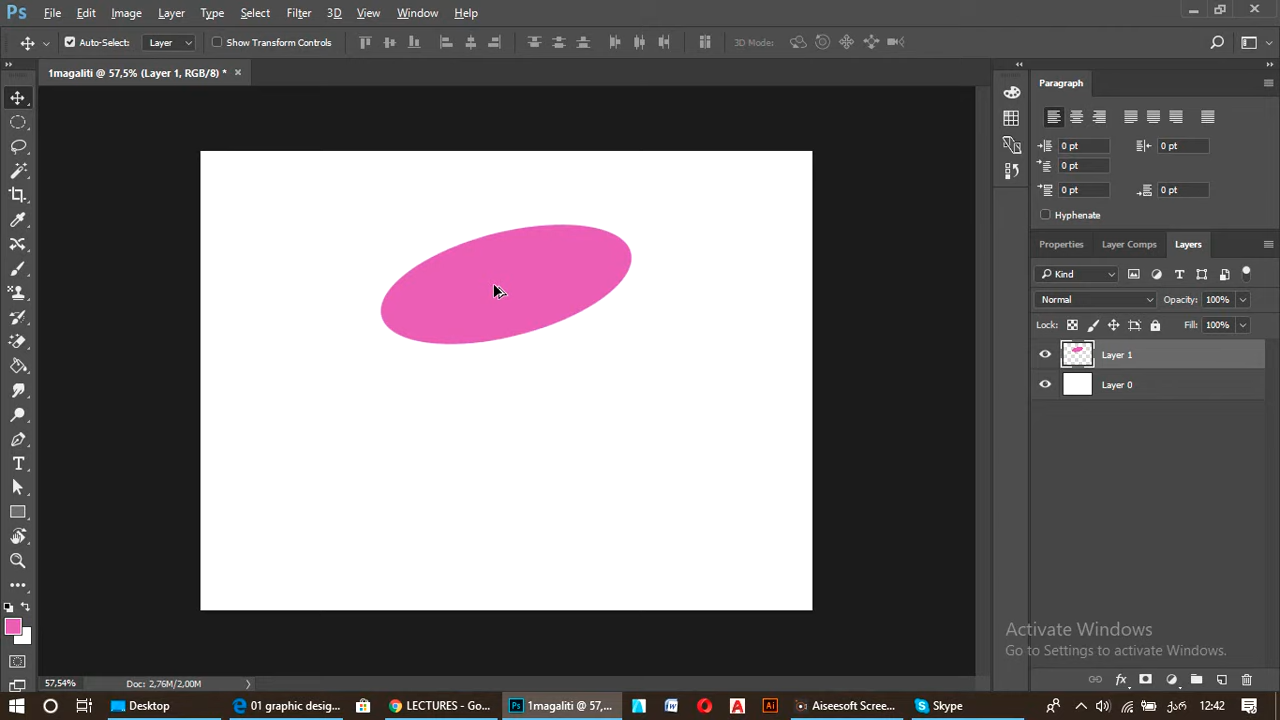 Ps File Edit Image Layer Type Select Filter 3D View Window Help
Auto-Select: Layer Show Transform Controls 3D Mode:
1magaliti @ 57,5% (Layer 1, RGB/8) * ×
Paragraph
0 pt 0 pt
0 pt
0 pt 0 pt
Hyphenate
Properties Layer Comps Layers
Kind
Normal Opacity: 100%
Lock: Fill: 100%
Layer 1
Layer 0
Activate Windows
Go to Settings to activate Windows.
57,54% Doc: 2,76M/2,00M
Desktop 01 graphic desig... LECTURES - Go... Ps 1magaliti @ 57,... Ai Aiseesoft Scree... Skype ქარ 12:42